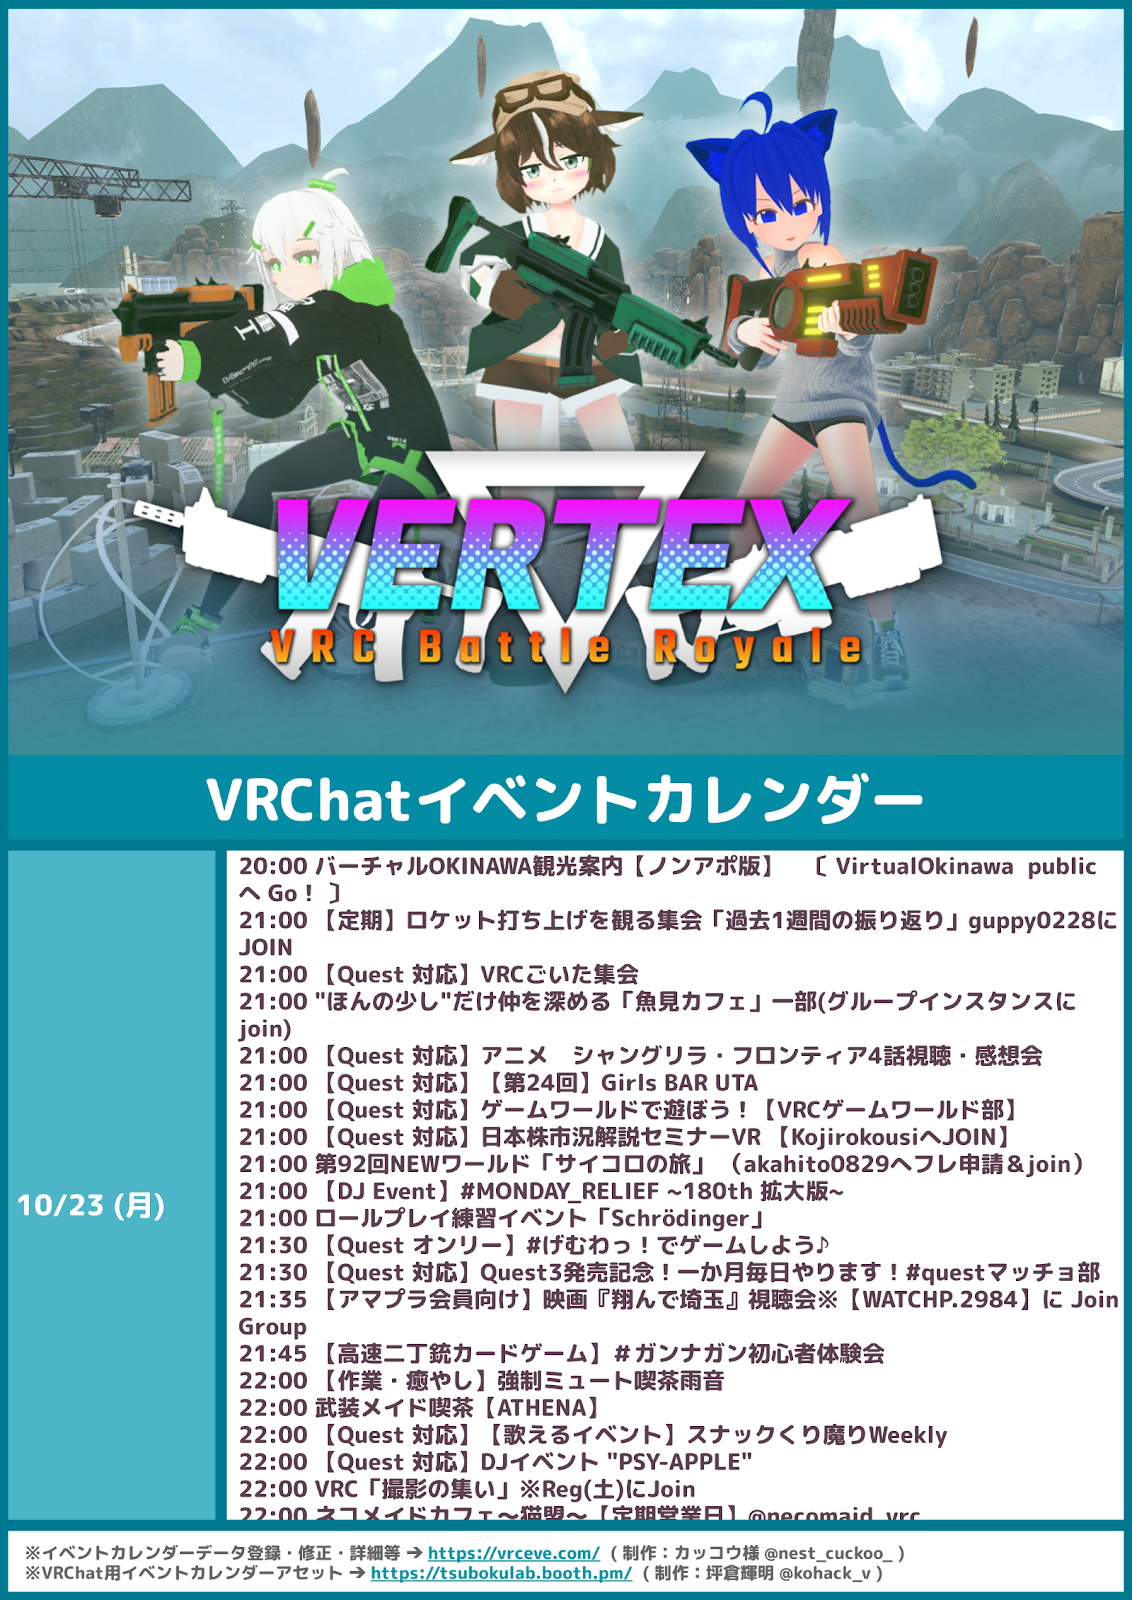 VERTEX
VRC Battle Royale
VRChatイベントカレンダー
10/23 (月)
20:00 バーチャルOKINAWA観光案内【ノンアポ版】　〔 VirtualOkinawa public
へ Go！ 〕
21:00 【定期】ロケット打ち上げを観る集会「過去1週間の振り返り」guppy0228に
JOIN
21:00 【Quest 対応】VRCごいた集会
21:00 "ほんの少し"だけ仲を深める「魚見カフェ」一部(グループインスタンスに
join)
21:00 【Quest 対応】アニメ　シャングリラ・フロンティア4話視聴・感想会
21:00 【Quest 対応】【第24回】Girls BAR UTA
21:00 【Quest 対応】ゲームワールドで遊ぼう！【VRCゲームワールド部】
21:00 【Quest 対応】日本株市況解説セミナーVR 【KojirokousiへJOIN】
21:00 第92回NEWワールド「サイコロの旅」（akahito0829へフレ申請＆join）
21:00 【DJ Event】#MONDAY_RELIEF ~180th 拡大版~
21:00 ロールプレイ練習イベント「Schrödinger」
21:30 【Quest オンリー】#げむわっ！でゲームしよう♪
21:30 【Quest 対応】Quest3発売記念！一か月毎日やります！#questマッチョ部
21:35 【アマプラ会員向け】映画『翔んで埼玉』視聴会※【WATCHP.2984】に Join
Group
21:45 【高速二丁銃カードゲーム】＃ガンナガン初心者体験会
22:00 【作業・癒やし】強制ミュート喫茶雨音
22:00 武装メイド喫茶【ATHENA】
22:00 【Quest 対応】【歌えるイベント】スナックくり魔りWeekly
22:00 【Quest 対応】DJイベント "PSY-APPLE"
22:00 VRC「撮影の集い」※Reg(土)にJoin
22:00 ネコメイドカフェ～猫盟～【定期営業日】@necomaid_vrc
※イベントカレンダーデータ登録・修正・詳細等 ➔ https://vrceve.com/ （ 制作：カッコウ様 @nest_cuckoo_ ）
※VRChat用イベントカレンダーアセット ➔ https://tsubokulab.booth.pm/ （ 制作：坪倉輝明 @kohack_v ）